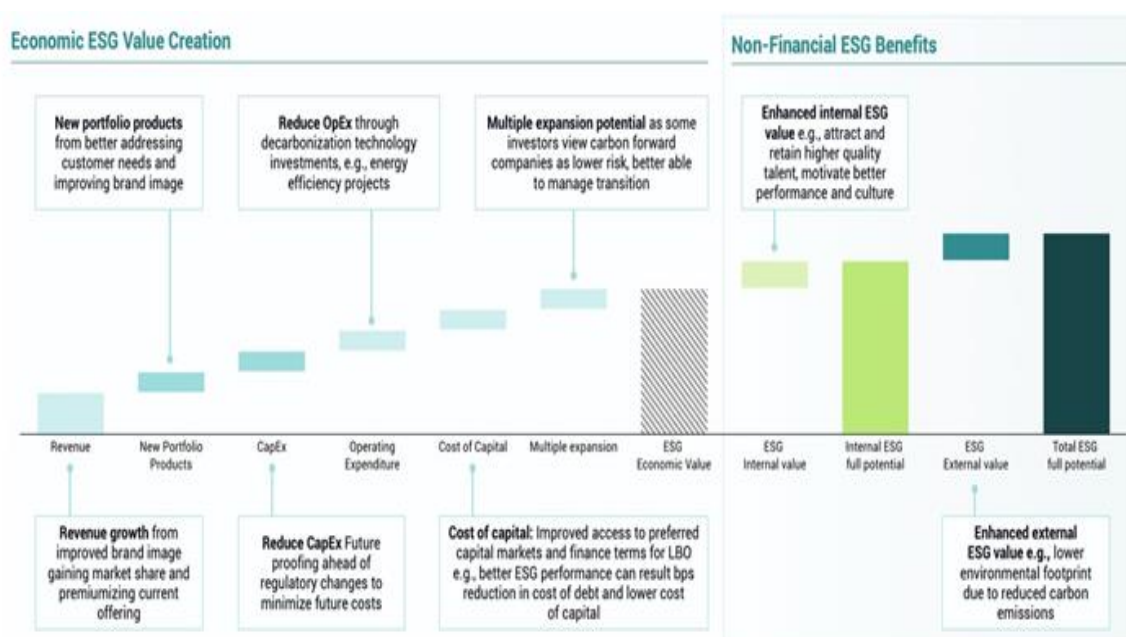 Economic ESG Value Creation
Non-Financial ESG Benefits
New portfolio products
from better addressing
customer needs and
improving brand image
Reduce OpEx through
decarbonization technology
investments, e.g., energy
efficiency projects
Multiple expansion potential as some
investors view carbon forward
companies as lower risk, better able
to manage transition
Enhanced internal ESG
value e.g., attract and
retain higher quality
talent, motivate better
performance and culture
Revenue
New Portfolio
Products
CapEx
Operating
Expenditure
Cost of Capital
Multiple expansion
ESG
Economic Value
ESG
Internal value
Internal ESG
full potential
ESG
External value
Total ESG
full potential
Revenue growth from
improved brand image
gaining market share and
premiumizing current
offering
Reduce CapEx Future
proofing ahead of
regulatory changes to
minimize future costs
Cost of capital: Improved access to preferred
capital markets and finance terms for LBO
e.g., better ESG performance can result bps
reduction in cost of debt and lower cost
of capital
Enhanced external
ESG value e.g., lower
environmental footprint
due to reduced carbon
emissions